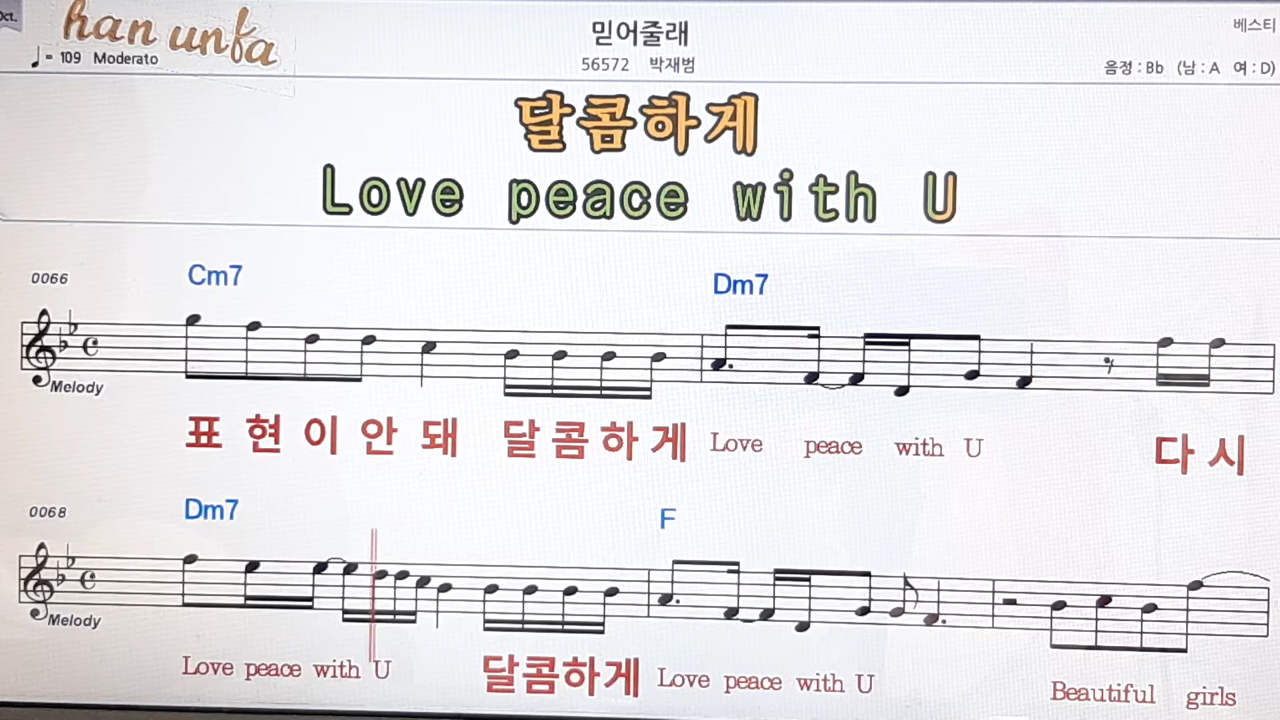 Oct.
han unfa
믿어줄래
베스티
♩= 109 Moderato
56572 박재범
음정 : Bb (남 : A 여 : D)
달콤하게
Love peace with U
0066
Cm7 Dm7
Melody
표 현 이 안 돼 달 콤 하 게 Love peace with U 다 시
0068
Dm7 F
Melody
Love peace with U 달콤하게 Love peace with U Beautiful girls